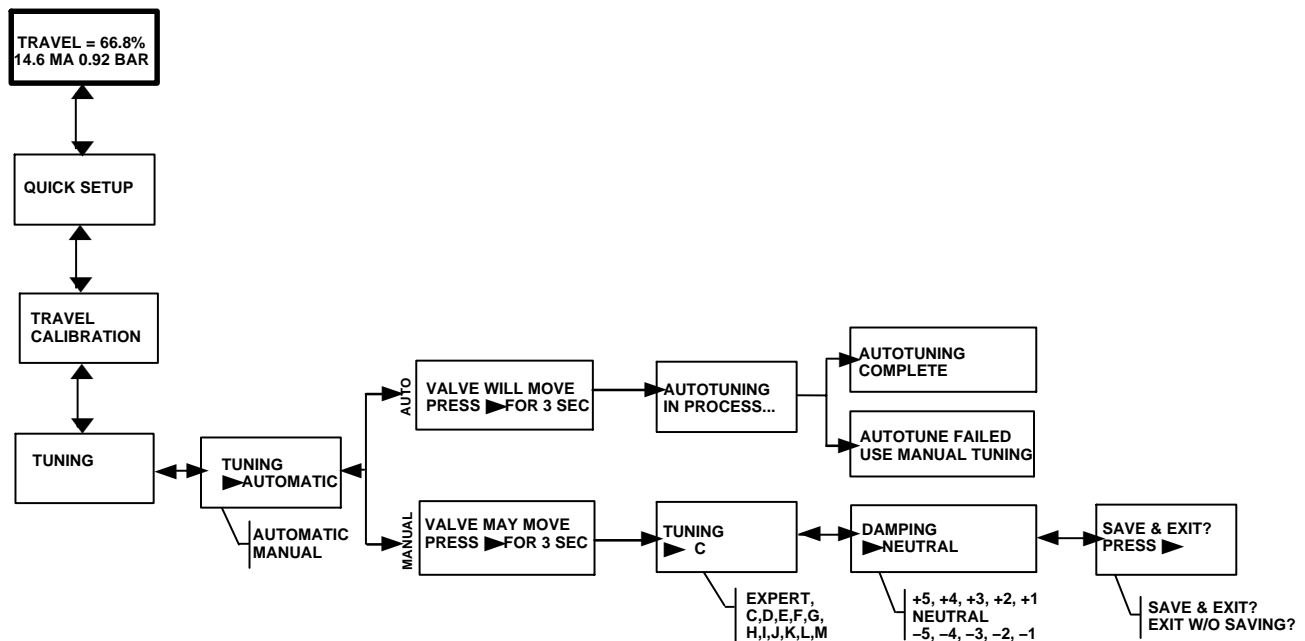 TRAVEL = 66.8%
14.6 MA 0.92 BAR
QUICK SETUP
TRAVEL
CALIBRATION
TUNING
TUNING
AUTOMATIC
AUTOMATIC
MANUAL
AUTO
VALVE WILL MOVE
PRESS FOR 3 SEC
AUTOTUNING
IN PROCESS...
AUTOTUNING
COMPLETE
AUTOTUNE FAILED
USE MANUAL TUNING
MANUAL
VALVE MAY MOVE
PRESS FOR 3 SEC
TUNING
C
EXPERT,
C,D,E,F,G,
H,I,J,K,L,M
DAMPING
NEUTRAL
+5, +4, +3, +2, +1
NEUTRAL
–5, –4, –3, –2, –1
SAVE & EXIT?
PRESS
SAVE & EXIT?
EXIT W/O SAVING?